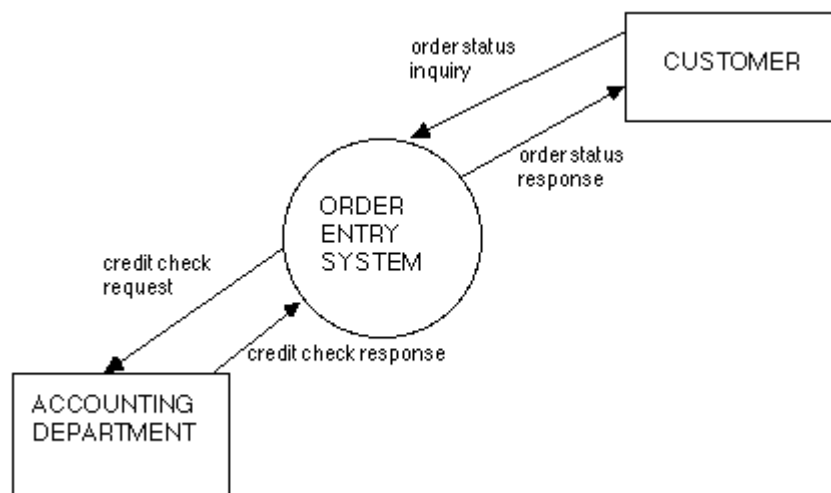 order status
inquiry
CUSTOMER
order status
response
ORDER
ENTRY
SYSTEM
credit check
request
credit check response
ACCOUNTING
DEPARTMENT